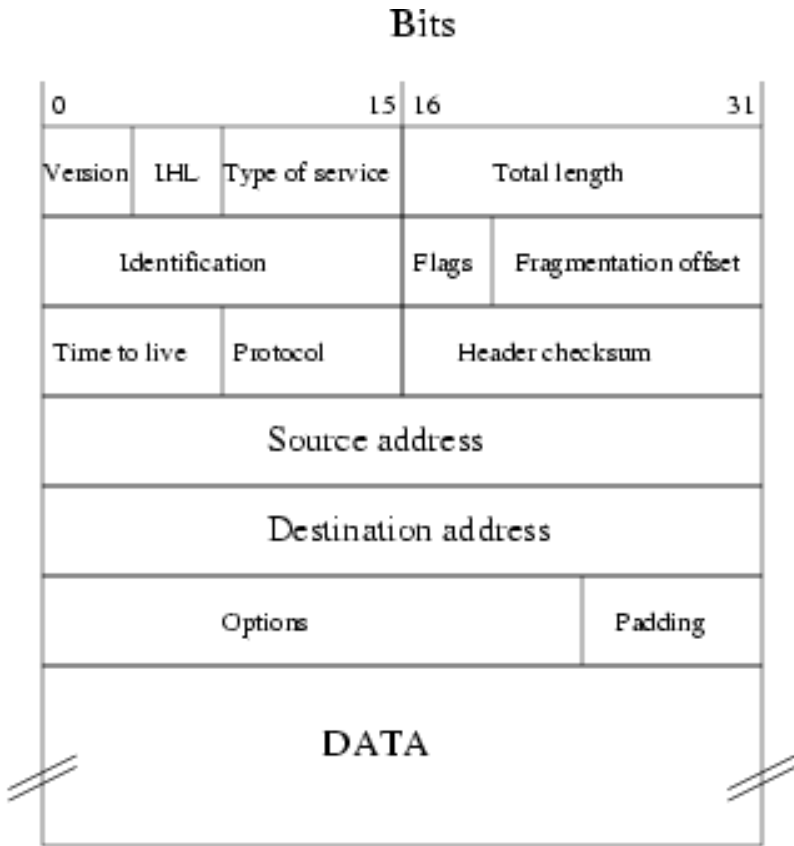 Bits
0 15 16 31
Version IHL Type of service Total length
Identification Flags Fragmentation offset
Time to live Protocol Header checksum
Source address
Destination address
Options Padding
DATA